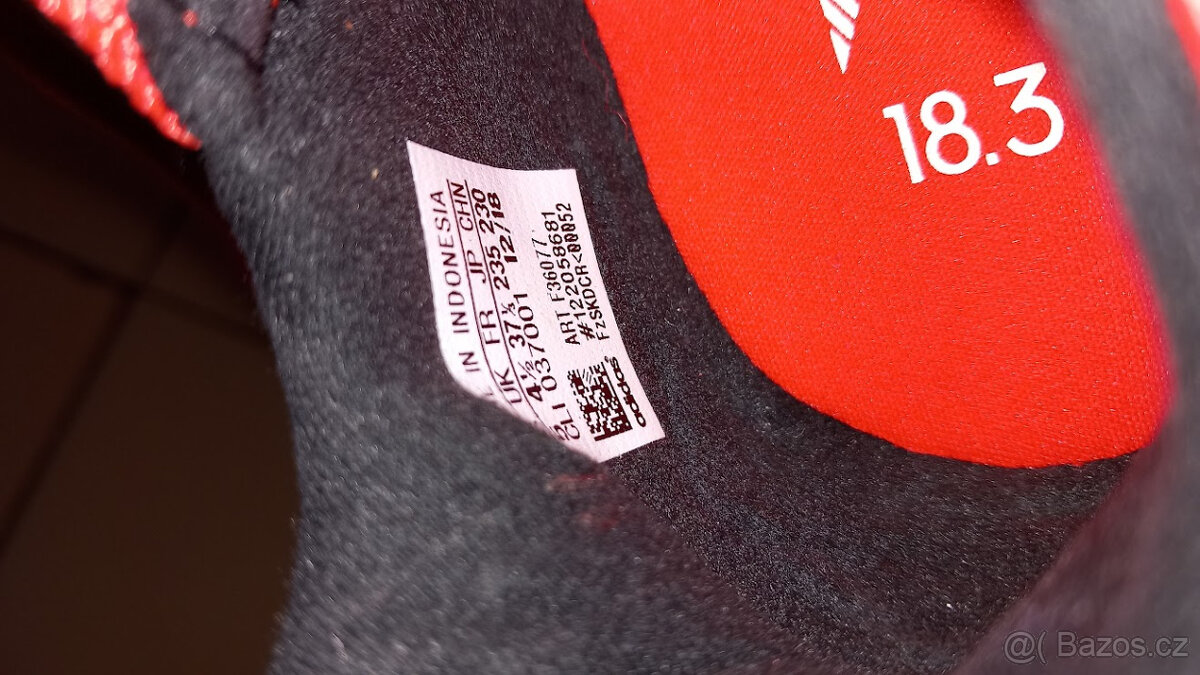 18.3
IN INDONESIA
UK FR JP CHN
4½ 37⅓ 235 230
CLI 037001 12/18
ART F36077
#122058681
FzSKDCR<00052
adidas
@( Bazos.cz